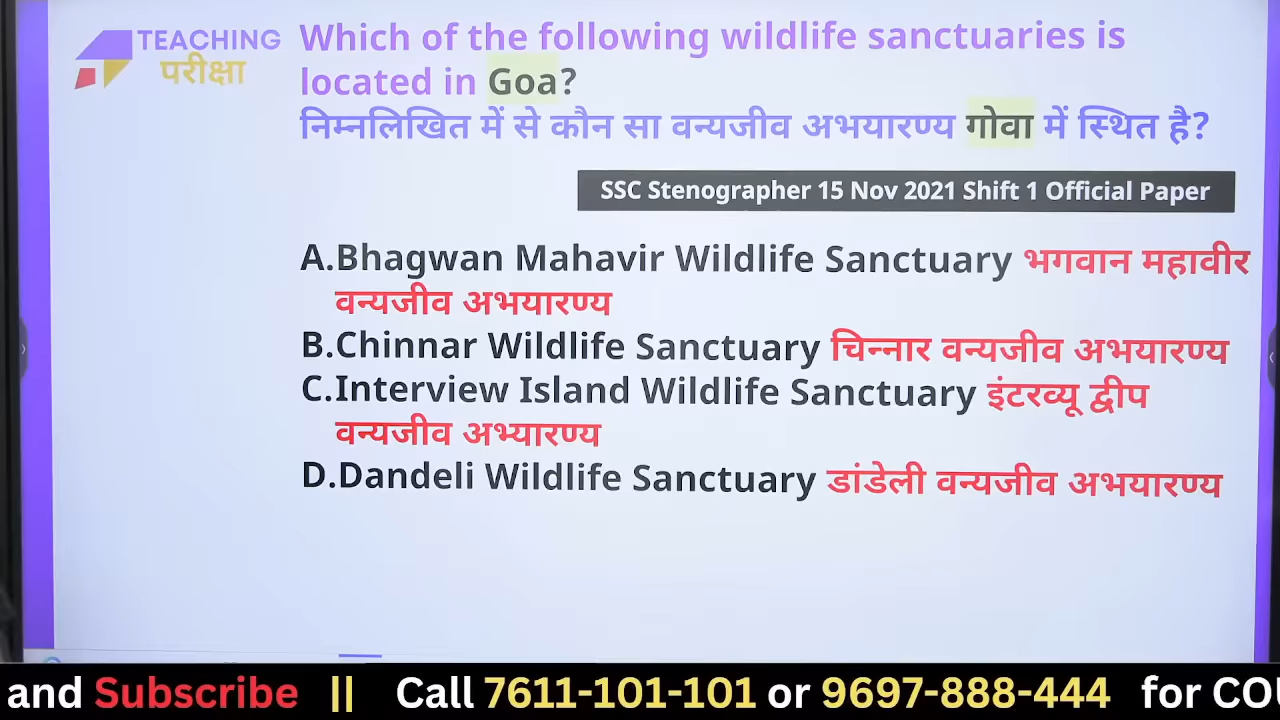 TEACHING
परीक्षा
Which of the following wildlife sanctuaries is
located in Goa?
निम्नलिखित में से कौन सा वन्यजीव अभयारण्य गोवा में स्थित है?
SSC Stenographer 15 Nov 2021 Shift 1 Official Paper
A.Bhagwan Mahavir Wildlife Sanctuary भगवान महावीर
वन्यजीव अभयारण्य
B.Chinnar Wildlife Sanctuary चिन्नार वन्यजीव अभयारण्य
C.Interview Island Wildlife Sanctuary इंटरव्यू द्वीप
वन्यजीव अभ्यारण्य
D.Dandeli Wildlife Sanctuary डांडेली वन्यजीव अभयारण्य
and Subscribe || Call 7611-101-101 or 9697-888-444 for